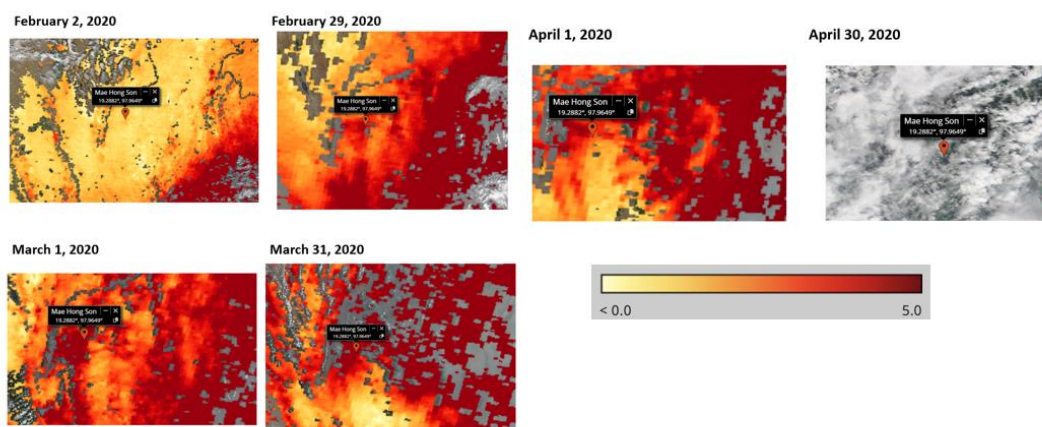 February 2, 2020
February 29, 2020
April 1, 2020
April 30, 2020
Mae Hong Son
19.2882°, 97.9649°
Mae Hong Son
19.2882°, 97.9649°
Mae Hong Son
19.2882°, 97.9649°
Mae Hong Son
19.2882°, 97.9649°
March 1, 2020
March 31, 2020
Mae Hong Son
19.2882°, 97.9649°
Mae Hong Son
19.2882°, 97.9649°
< 0.0
5.0